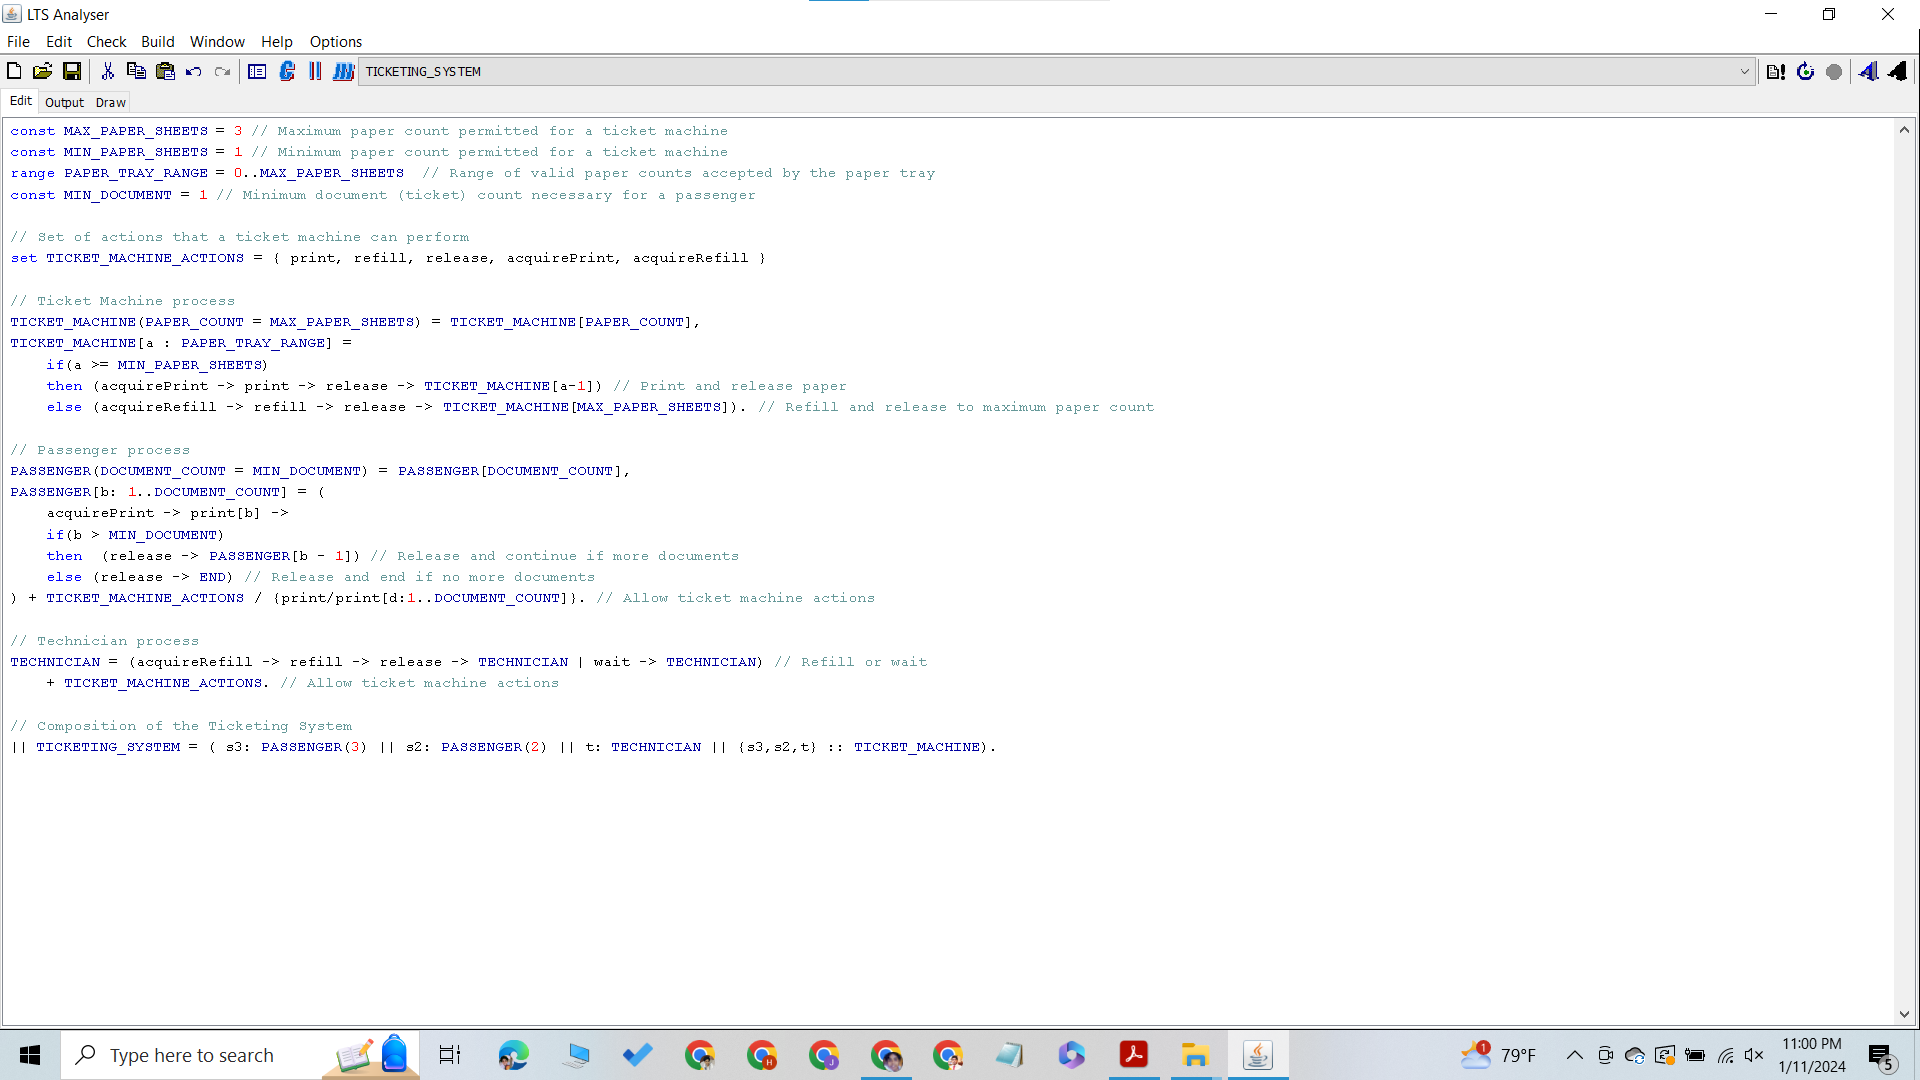 LTS Analyser
File Edit Check Build Window Help Options
TICKETING_SYSTEM
Edit Output Draw
const MAX_PAPER_SHEETS = 3 // Maximum paper count permitted for a ticket machine
const MIN_PAPER_SHEETS = 1 // Minimum paper count permitted for a ticket machine
range PAPER_TRAY_RANGE = 0..MAX_PAPER_SHEETS // Range of valid paper counts accepted by the paper tray
const MIN_DOCUMENT = 1 // Minimum document (ticket) count necessary for a passenger
// Set of actions that a ticket machine can perform
set TICKET_MACHINE_ACTIONS = { print, refill, release, acquirePrint, acquireRefill }
// Ticket Machine process
TICKET_MACHINE(PAPER_COUNT = MAX_PAPER_SHEETS) = TICKET_MACHINE[PAPER_COUNT],
TICKET_MACHINE[a : PAPER_TRAY_RANGE] =
if(a >= MIN_PAPER_SHEETS)
then (acquirePrint -> print -> release -> TICKET_MACHINE[a-1]) // Print and release paper
else (acquireRefill -> refill -> release -> TICKET_MACHINE[MAX_PAPER_SHEETS]). // Refill and release to maximum paper count
// Passenger process
PASSENGER(DOCUMENT_COUNT = MIN_DOCUMENT) = PASSENGER[DOCUMENT_COUNT],
PASSENGER[b: 1..DOCUMENT_COUNT] = (
acquirePrint -> print[b] ->
if(b > MIN_DOCUMENT)
then (release -> PASSENGER[b - 1]) // Release and continue if more documents
else (release -> END) // Release and end if no more documents
) + TICKET_MACHINE_ACTIONS / {print/print[d:1..DOCUMENT_COUNT]}. // Allow ticket machine actions
// Technician process
TECHNICIAN = (acquireRefill -> refill -> release -> TECHNICIAN | wait -> TECHNICIAN) // Refill or wait
+ TICKET_MACHINE_ACTIONS. // Allow ticket machine actions
// Composition of the Ticketing System
|| TICKETING_SYSTEM = ( s3: PASSENGER(3) || s2: PASSENGER(2) || t: TECHNICIAN || {s3,s2,t} :: TICKET_MACHINE).
Type here to search
1
79°F
11:00 PM
1/11/2024
5